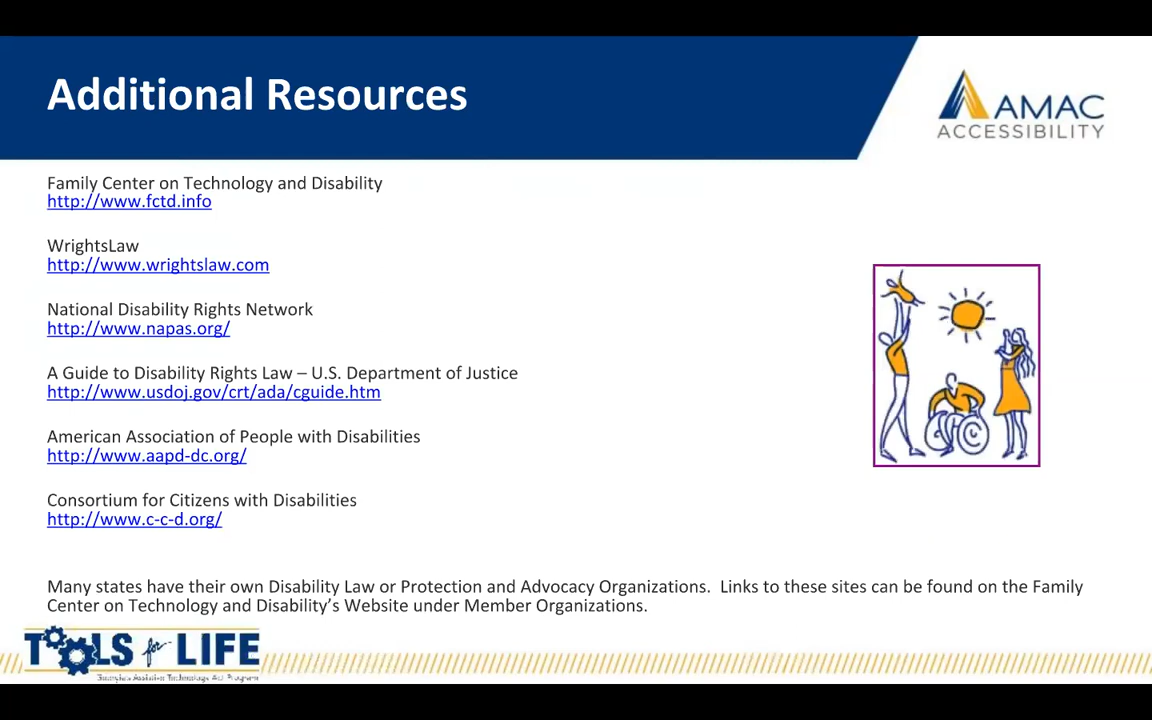 Additional Resources
AMAC
ACCESSIBILITY
Family Center on Technology and Disability
http://www.fctd.info
WrightsLaw
http://www.wrightslaw.com
National Disability Rights Network
http://www.napas.org/
A Guide to Disability Rights Law – U.S. Department of Justice
http://www.usdoj.gov/crt/ada/cguide.htm
American Association of People with Disabilities
http://www.aapd-dc.org/
Consortium for Citizens with Disabilities
http://www.c-c-d.org/
Many states have their own Disability Law or Protection and Advocacy Organizations.  Links to these sites can be found on the Family
Center on Technology and Disability's Website under Member Organizations.
TOOLS for LIFE
Georgia's Assistive Technology Act Program